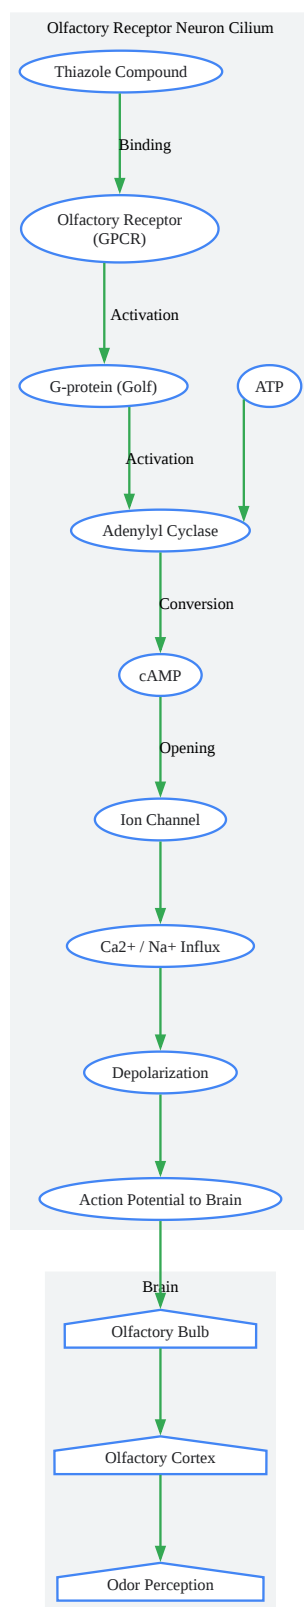 Olfactory Receptor Neuron Cilium
Thiazole Compound
Binding
Olfactory Receptor
(GPCR)
Activation
G-protein (Golf)
ATP
Activation
Adenylyl Cyclase
Conversion
cAMP
Opening
Ion Channel
Ca2+ / Na+ Influx
Depolarization
Action Potential to Brain
Brain
Olfactory Bulb
Olfactory Cortex
Odor Perception